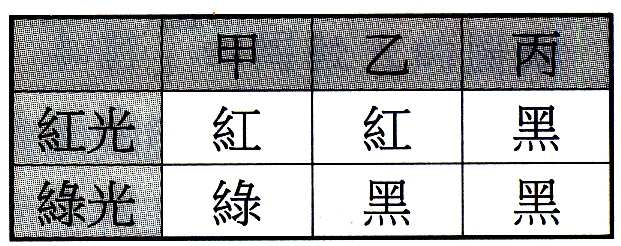 甲 乙 丙
紅光 紅 紅 黑
綠光 綠 黑 黑